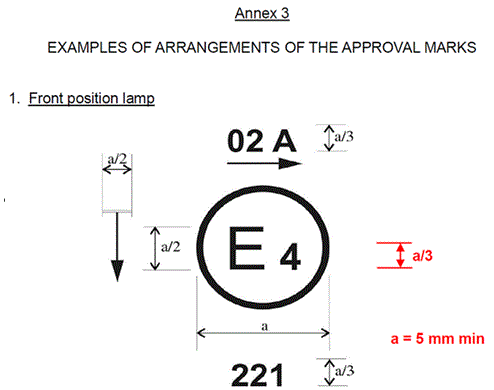 Annex 3
EXAMPLES OF ARRANGEMENTS OF THE APPROVAL MARKS
1. Front position lamp
02 A
a/3
a/2
a/2
E 4
a/3
a
a = 5 mm min
221
a/3